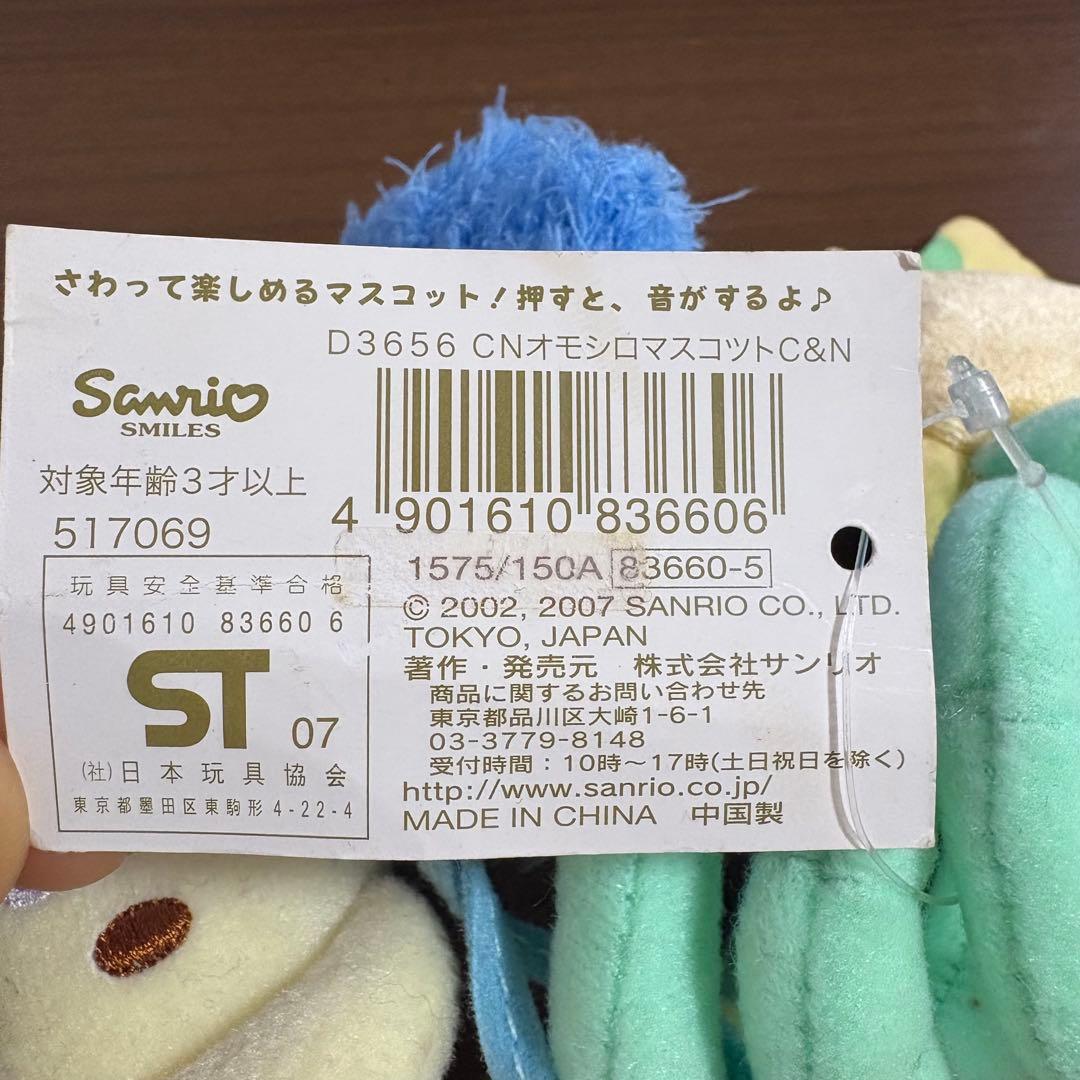 さわって楽しめるマスコット！押すと、音がするよ♪
D3656 CNオモシロマスコツトC&N
Sanrio
SMILES
対象年齢3才以上
517069
4 901610 836606
1575/150A 83660-5
玩具安全基準合格
4901610 83660 6
ST 07
(社)日本玩具協会
東京都墨田区東駒形4-22-4
© 2002, 2007 SANRIO CO., LTD.
TOKYO, JAPAN
著作・発売元 株式会社サンリオ
商品に関するお問い合わせ先
東京都品川区大崎1-6-1
03-3779-8148
受付時間：10時〜17時(土日祝日を除く)
http://www.sanrio.co.jp/
MADE IN CHINA 中国製